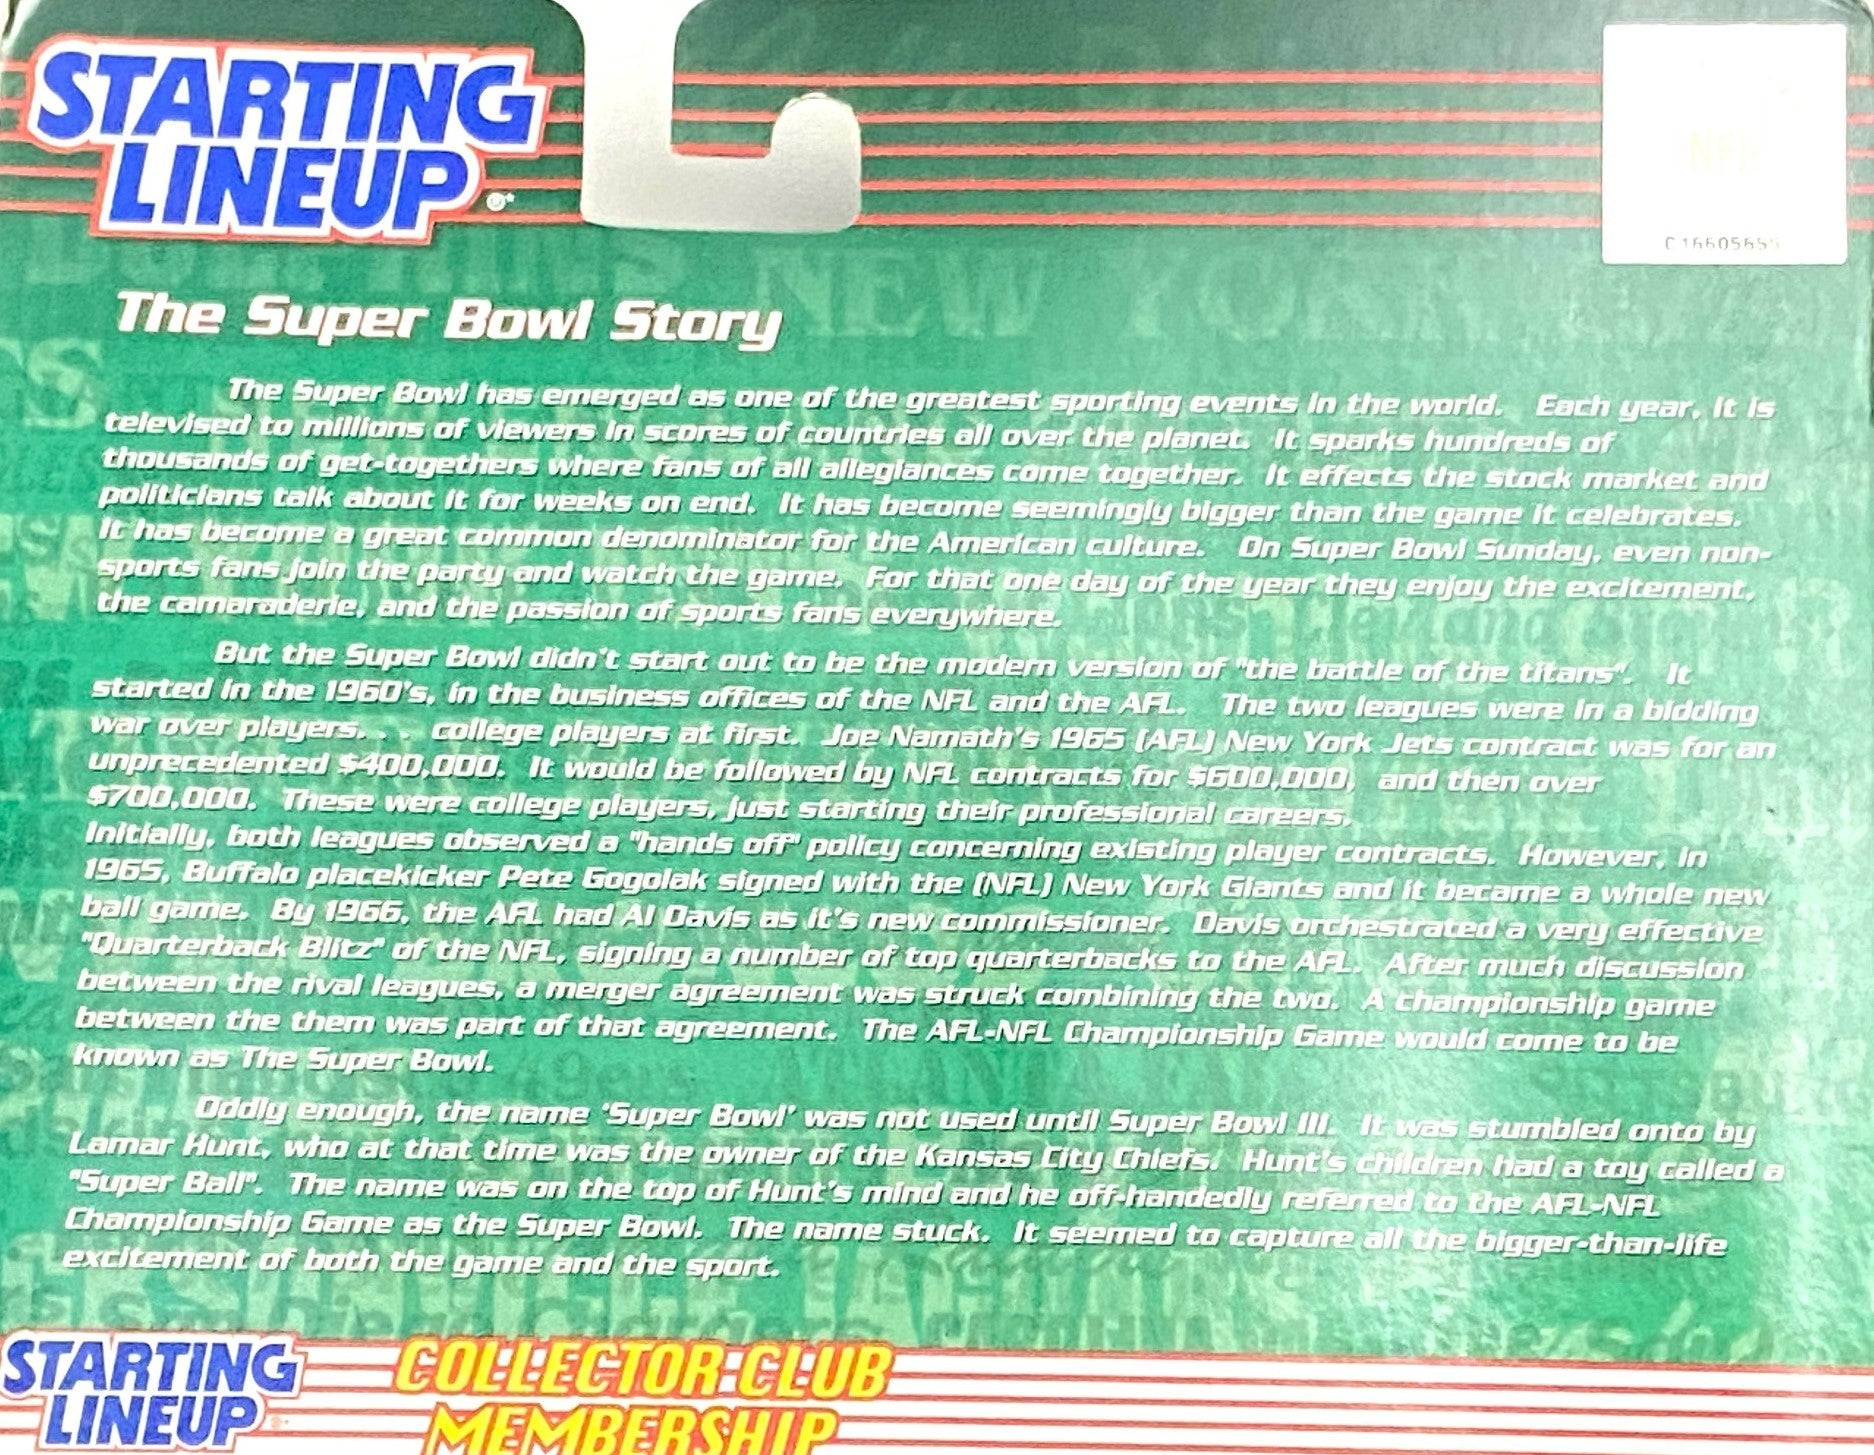 STARTING
LINEUP
NFL
The Super Bowl Story
The Super Bowl has emerged as one of the greatest sporting events in the world. Each year, it is
televised to millions of viewers in scores of countries all over the planet. It sparks hundreds of
thousands of get-togethers where fans of all allegiances come together. It effects the stock market and
politicians talk about it for weeks on end. It has become seemingly bigger than the game it celebrates.
It has become a great common denominator for the American culture. On Super Bowl Sunday, even non-
sports fans join the party and watch the game. For that one day of the year they enjoy the excitement,
the camaraderie, and the passion of sports fans everywhere.
But the Super Bowl didn't start out to be the modern version of "the battle of the titans". It
started in the 1960's, in the business offices of the NFL and the AFL. The two leagues were in a bidding
war over players. . . college players at first. Joe Namath's 1965 (AFL) New York Jets contract was for an
unprecedented $400,000. It would be followed by NFL contracts for $600,000, and then over
$700,000. These were college players, just starting their professional careers.
Initially, both leagues observed a "hands off" policy concerning existing player contracts. However, in
1965, Buffalo placekicker Pete Gogolak signed with the (NFL) New York Giants and it became a whole new
ball game. By 1966, the AFL had Al Davis as it's new commissioner. Davis orchestrated a very effective
"Quarterback Blitz" of the NFL, signing a number of top quarterbacks to the AFL. After much discussion
between the rival leagues, a merger agreement was struck combining the two. A championship game
between the them was part of that agreement. The AFL-NFL Championship Game would come to be
known as The Super Bowl.
Oddly enough, the name 'Super Bowl' was not used until Super Bowl III. It was stumbled onto by
Lamar Hunt, who at that time was the owner of the Kansas City Chiefs. Hunt's children had a toy called a
"Super Ball". The name was on the top of Hunt's mind and he off-handedly referred to the AFL-NFL
Championship Game as the Super Bowl. The name stuck. It seemed to capture all the bigger-than-life
excitement of both the game and the sport.
STARTING
LINEUP
COLLECTOR CLUB
MEMBERSHIP